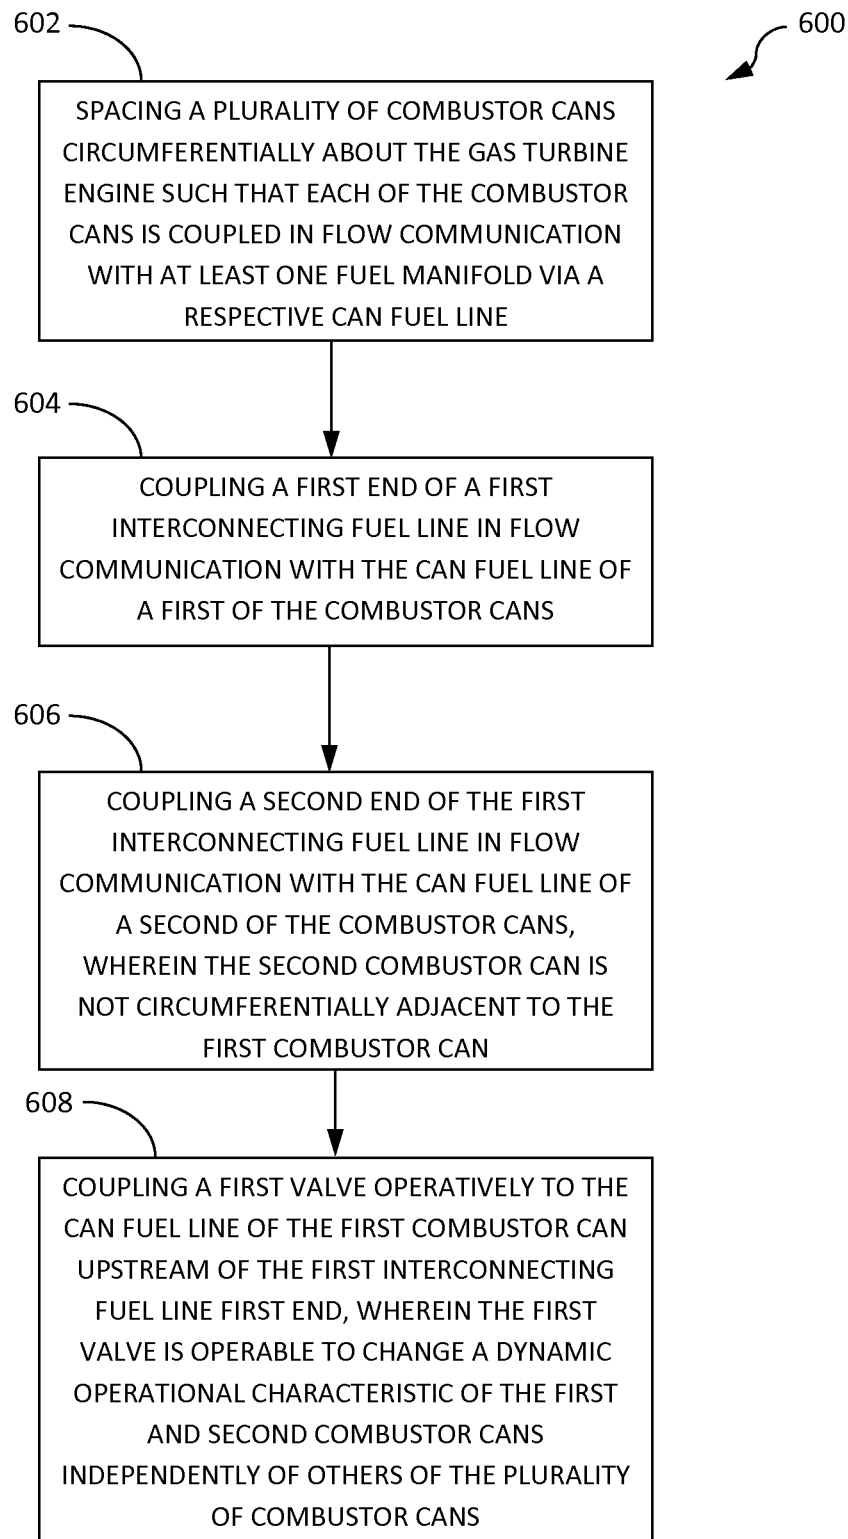 602
600
SPACING A PLURALITY OF COMBUSTOR CANS
CIRCUMFERENTIALLY ABOUT THE GAS TURBINE
ENGINE SUCH THAT EACH OF THE COMBUSTOR
CANS IS COUPLED IN FLOW COMMUNICATION
WITH AT LEAST ONE FUEL MANIFOLD VIA A
RESPECTIVE CAN FUEL LINE
604
COUPLING A FIRST END OF A FIRST
INTERCONNECTING FUEL LINE IN FLOW
COMMUNICATION WITH THE CAN FUEL LINE OF
A FIRST OF THE COMBUSTOR CANS
606
COUPLING A SECOND END OF THE FIRST
INTERCONNECTING FUEL LINE IN FLOW
COMMUNICATION WITH THE CAN FUEL LINE OF
A SECOND OF THE COMBUSTOR CANS,
WHEREIN THE SECOND COMBUSTOR CAN IS
NOT CIRCUMFERENTIALLY ADJACENT TO THE
FIRST COMBUSTOR CAN
608
COUPLING A FIRST VALVE OPERATIVELY TO THE
CAN FUEL LINE OF THE FIRST COMBUSTOR CAN
UPSTREAM OF THE FIRST INTERCONNECTING
FUEL LINE FIRST END, WHEREIN THE FIRST
VALVE IS OPERABLE TO CHANGE A DYNAMIC
OPERATIONAL CHARACTERISTIC OF THE FIRST
AND SECOND COMBUSTOR CANS
INDEPENDENTLY OF OTHERS OF THE PLURALITY
OF COMBUSTOR CANS